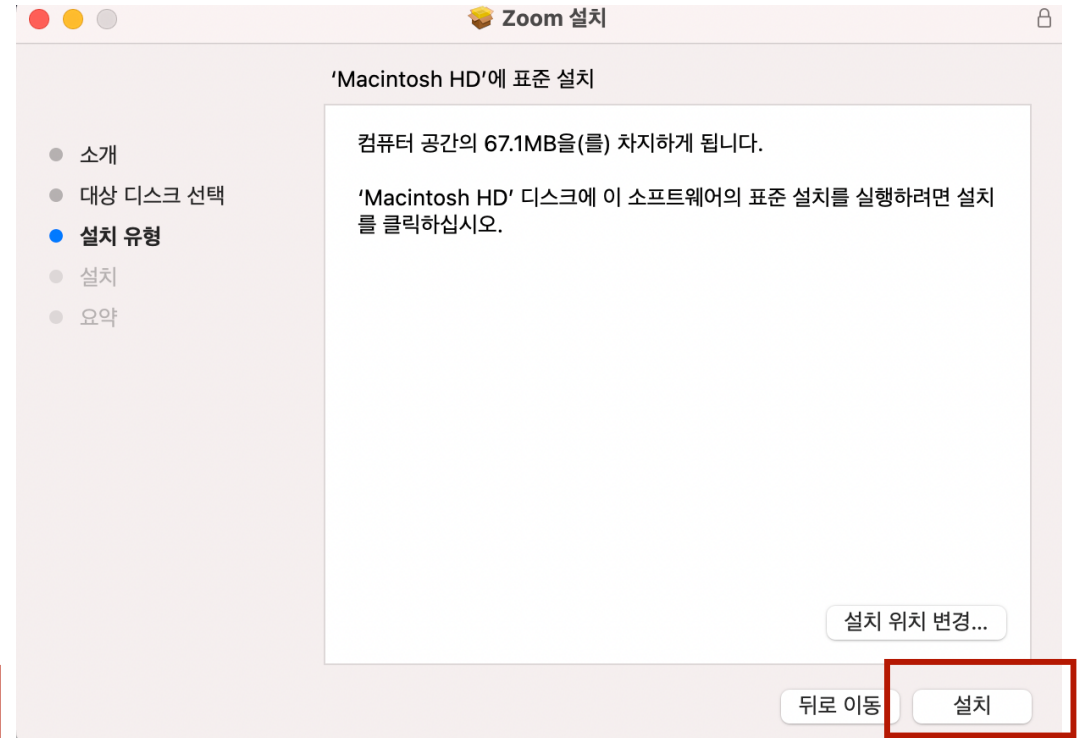 Zoom 설치
'Macintosh HD'에 표준 설치
소개
대상 디스크 선택
설치 유형
설치
요약
컴퓨터 공간의 67.1MB을(를) 차지하게 됩니다.
'Macintosh HD' 디스크에 이 소프트웨어의 표준 설치를 실행하려면 설치
를 클릭하십시오.
설치 위치 변경...
뒤로 이동
설치